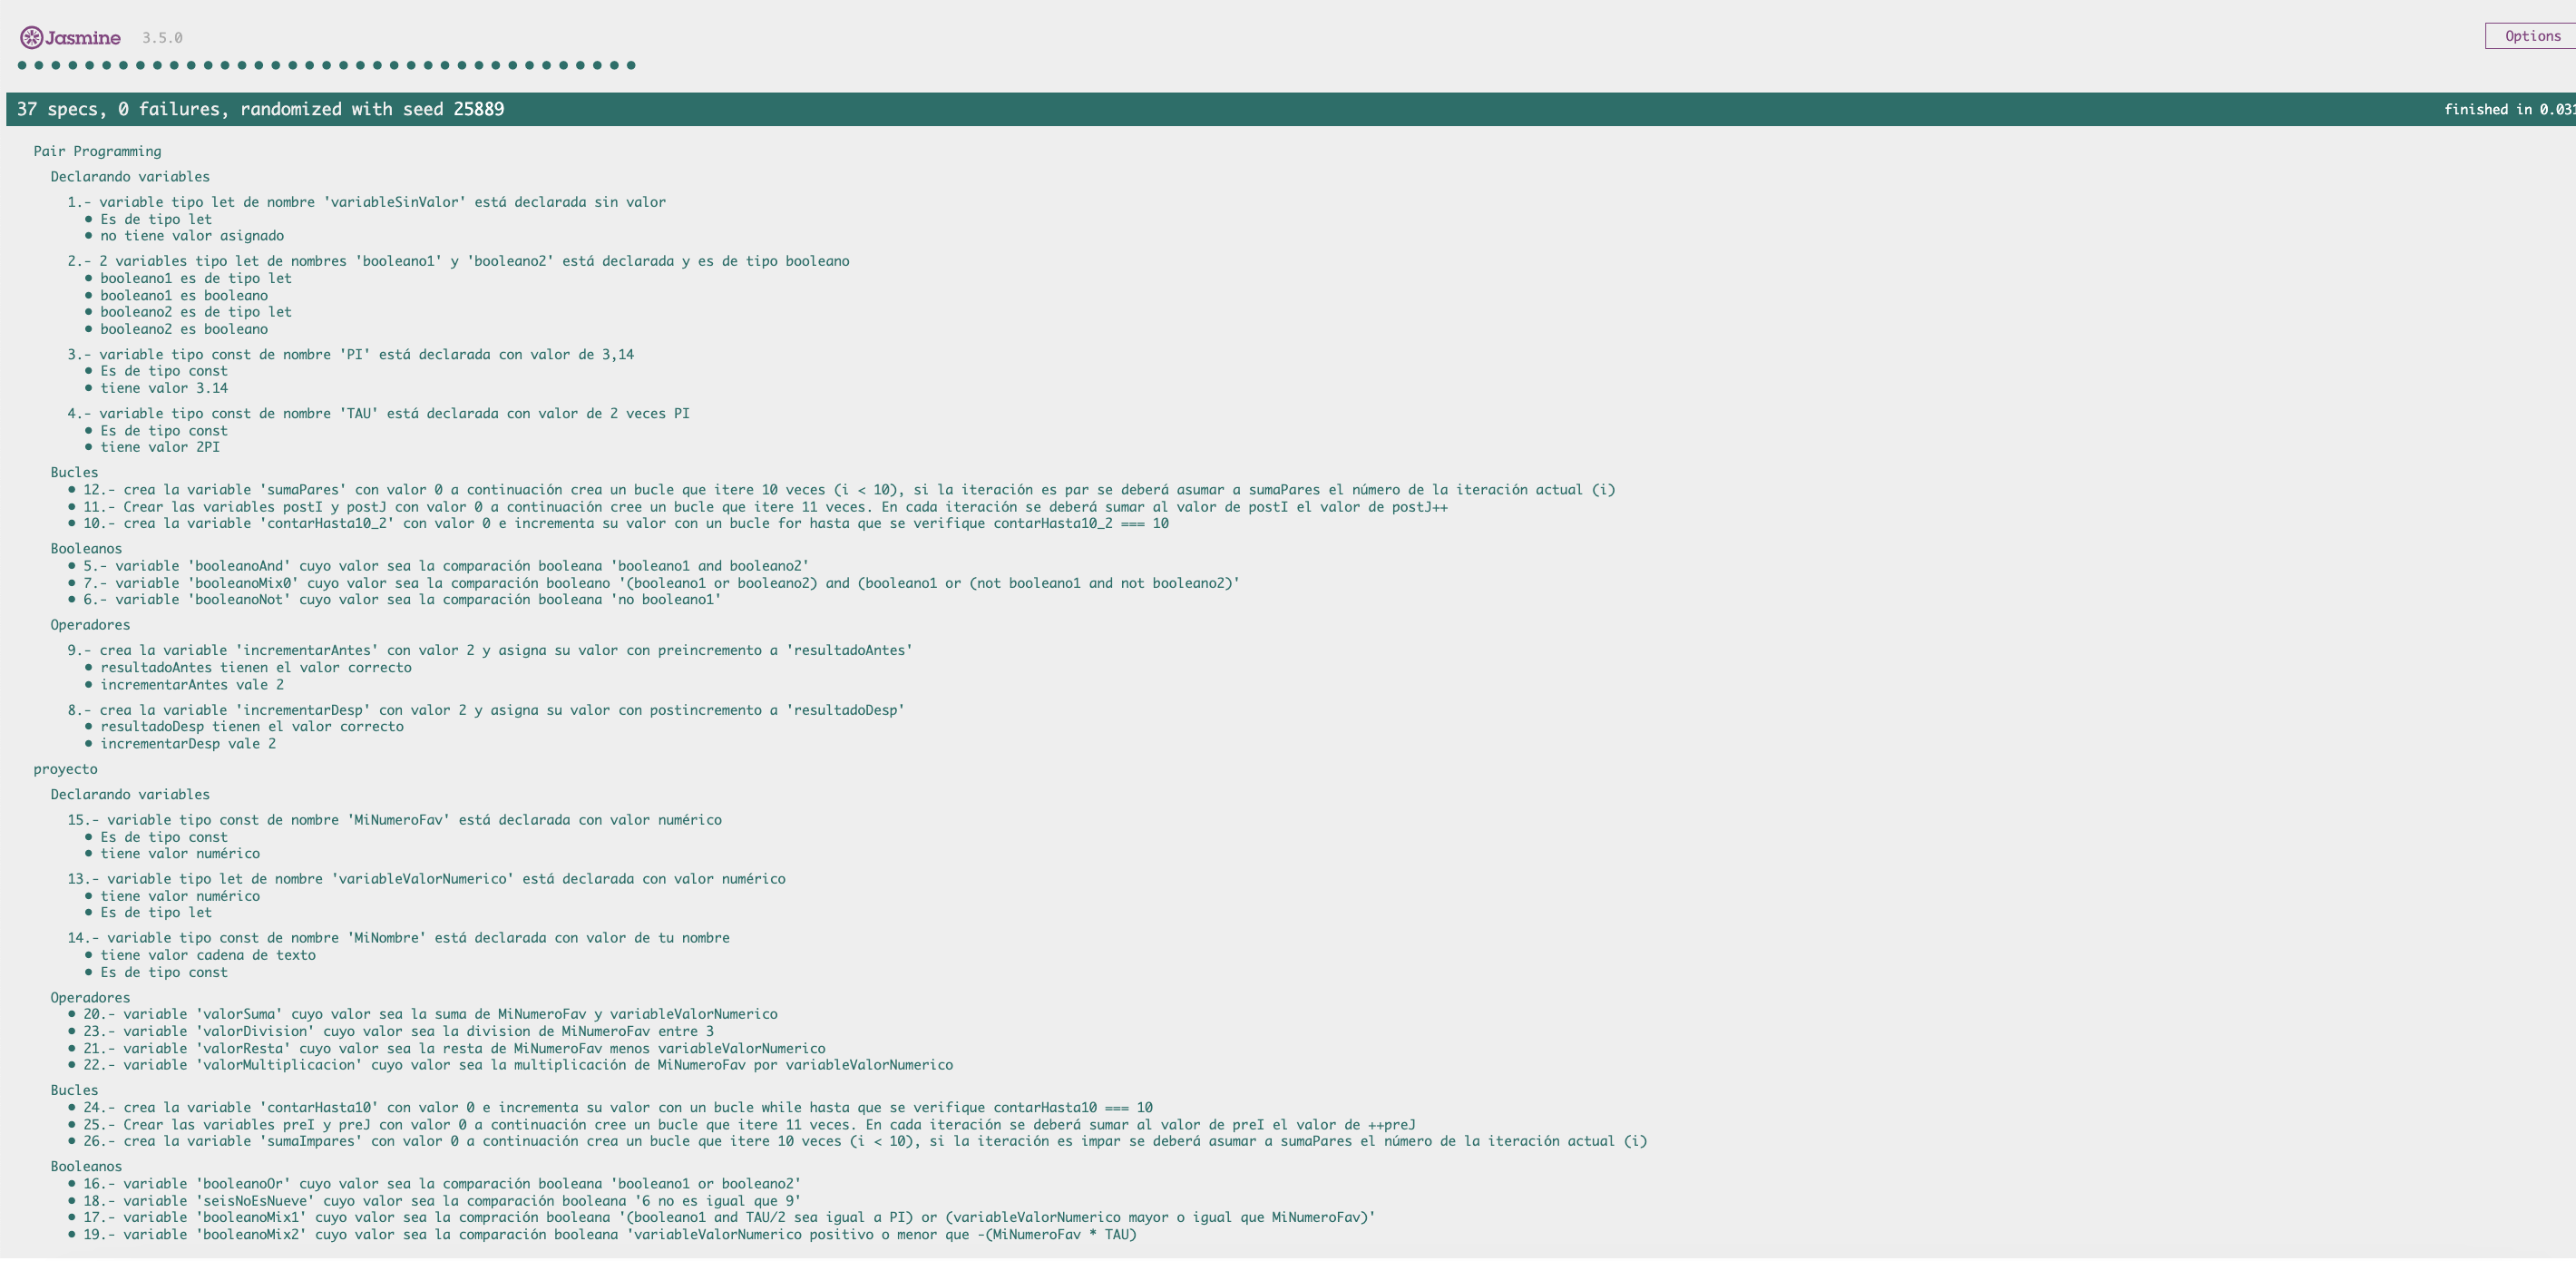 Jasmine 3.5.0
Options
37 specs, 0 failures, randomized with seed 25889
finished in 0.031
Pair Programming
Declarando variables
1.- variable tipo let de nombre 'variableSinValor' está declarada sin valor
• Es de tipo let
• no tiene valor asignado
2.- 2 variables tipo let de nombres 'booleano1' y 'booleano2' está declarada y es de tipo booleano
• booleano1 es de tipo let
• booleano1 es booleano
• booleano2 es de tipo let
• booleano2 es booleano
3.- variable tipo const de nombre 'PI' está declarada con valor de 3,14
• Es de tipo const
• tiene valor 3.14
4.- variable tipo const de nombre 'TAU' está declarada con valor de 2 veces PI
• Es de tipo const
• tiene valor 2PI
Bucles
• 12.- crea la variable 'sumaPares' con valor 0 a continuación crea un bucle que itere 10 veces (i < 10), si la iteración es par se deberá asumar a sumaPares el número de la iteración actual (i)
• 11.- Crear las variables postI y postJ con valor 0 a continuación cree un bucle que itere 11 veces. En cada iteración se deberá sumar al valor de postI el valor de postJ++
• 10.- crea la variable 'contarHasta10_2' con valor 0 e incrementa su valor con un bucle for hasta que se verifique contarHasta10_2 === 10
Booleanos
• 5.- variable 'booleanoAnd' cuyo valor sea la comparación booleana 'booleano1 and booleano2'
• 7.- variable 'booleanoMix0' cuyo valor sea la comparación booleano '(booleano1 or booleano2) and (booleano1 or (not booleano1 and not booleano2)'
• 6.- variable 'booleanoNot' cuyo valor sea la comparación booleana 'no booleano1'
Operadores
9.- crea la variable 'incrementarAntes' con valor 2 y asigna su valor con preincremento a 'resultadoAntes'
• resultadoAntes tienen el valor correcto
• incrementarAntes vale 2
8.- crea la variable 'incrementarDesp' con valor 2 y asigna su valor con postincremento a 'resultadoDesp'
• resultadoDesp tienen el valor correcto
• incrementarDesp vale 2
proyecto
Declarando variables
15.- variable tipo const de nombre 'MiNumeroFav' está declarada con valor numérico
• Es de tipo const
• tiene valor numérico
13.- variable tipo let de nombre 'variableValorNumerico' está declarada con valor numérico
• tiene valor numérico
• Es de tipo let
14.- variable tipo const de nombre 'MiNombre' está declarada con valor de tu nombre
• tiene valor cadena de texto
• Es de tipo const
Operadores
• 20.- variable 'valorSuma' cuyo valor sea la suma de MiNumeroFav y variableValorNumerico
• 23.- variable 'valorDivision' cuyo valor sea la division de MiNumeroFav entre 3
• 21.- variable 'valorResta' cuyo valor sea la resta de MiNumeroFav menos variableValorNumerico
• 22.- variable 'valorMultiplicacion' cuyo valor sea la multiplicación de MiNumeroFav por variableValorNumerico
Bucles
• 24.- crea la variable 'contarHasta10' con valor 0 e incrementa su valor con un bucle while hasta que se verifique contarHasta10 === 10
• 25.- Crear las variables preI y preJ con valor 0 a continuación cree un bucle que itere 11 veces. En cada iteración se deberá sumar al valor de preI el valor de ++preJ
• 26.- crea la variable 'sumaImpares' con valor 0 a continuación crea un bucle que itere 10 veces (i < 10), si la iteración es impar se deberá asumar a sumaPares el número de la iteración actual (i)
Booleanos
• 16.- variable 'booleanoOr' cuyo valor sea la comparación booleana 'booleano1 or booleano2'
• 18.- variable 'seisNoEsNueve' cuyo valor sea la comparación booleana '6 no es igual que 9'
• 17.- variable 'booleanoMix1' cuyo valor sea la compración booleana '(booleano1 and TAU/2 sea igual a PI) or (variableValorNumerico mayor o igual que MiNumeroFav)'
• 19.- variable 'booleanoMix2' cuyo valor sea la comparación booleana 'variableValorNumerico positivo o menor que -(MiNumeroFav * TAU)